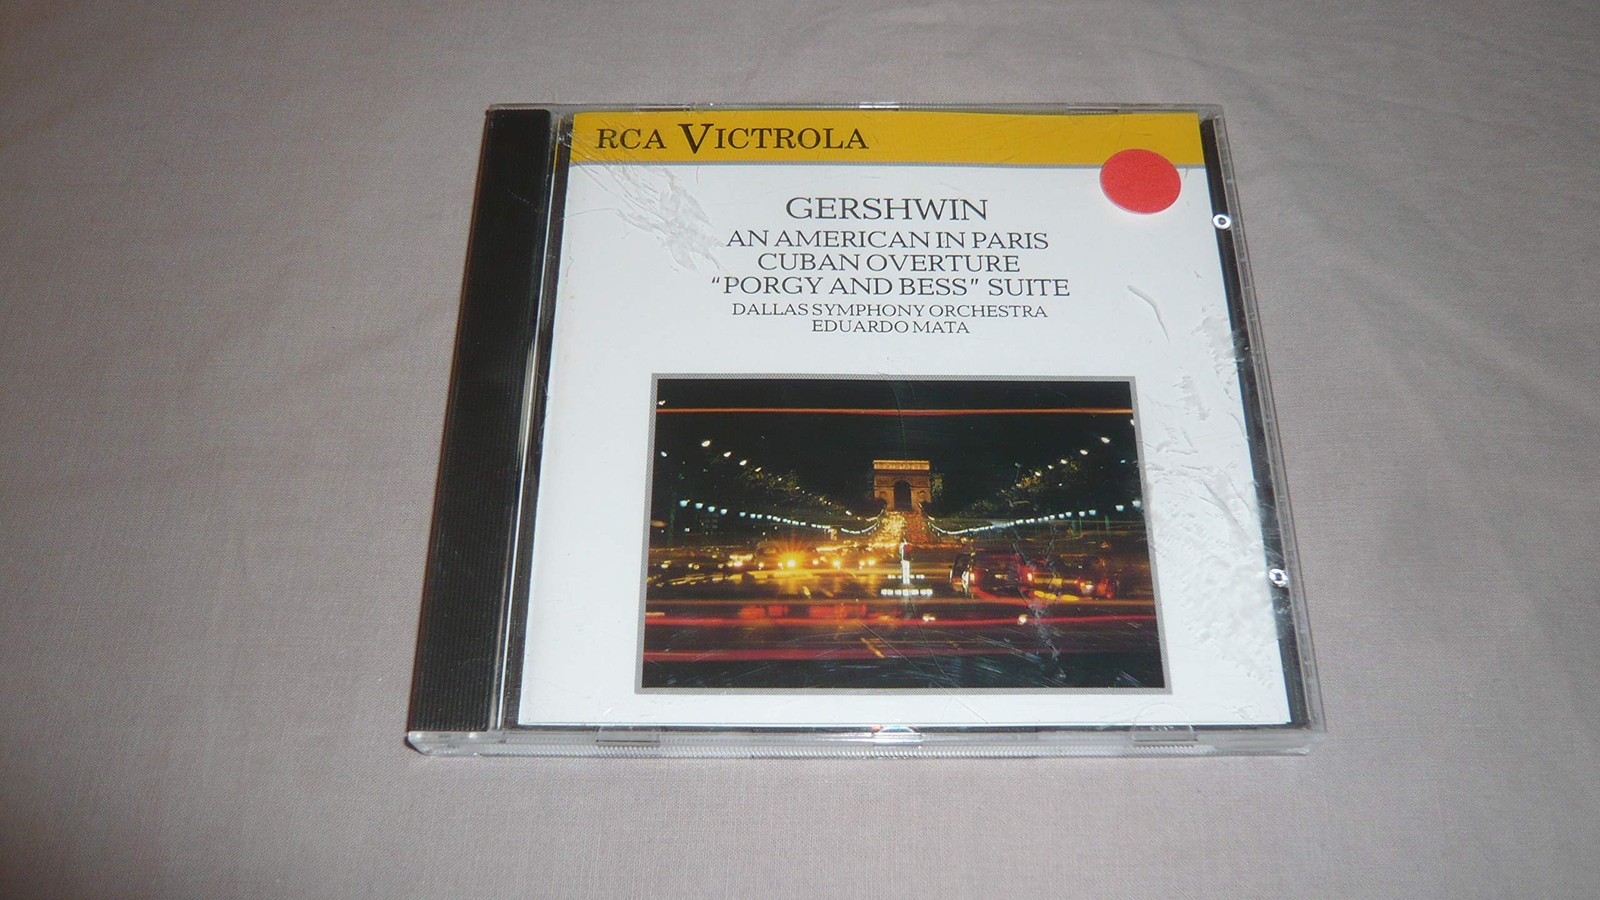 RCA VICTROLA
GERSHWIN
AN AMERICAN IN PARIS
CUBAN OVERTURE
“PORGY AND BESS” SUITE
DALLAS SYMPHONY ORCHESTRA
EDUARDO MATA